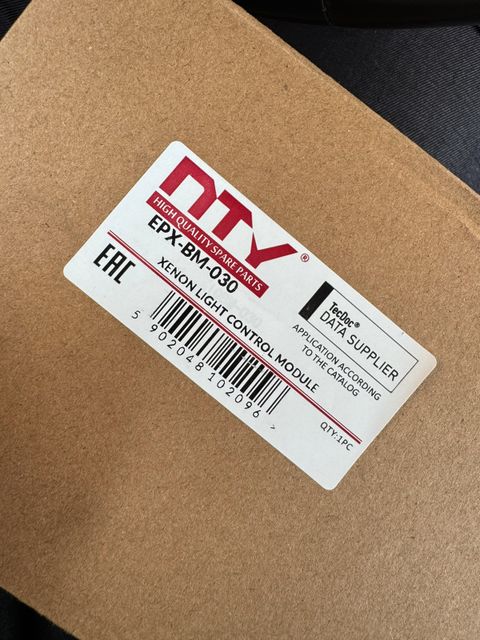 NTY®
HIGH QUALITY SPARE PARTS
EPX-BM-030
EAC
XENON LIGHT CONTROL MODULE
5 902048 102096 >
TecDoc®
DATA SUPPLIER
APPLICATION ACCORDING
TO THE CATALOG
QTY:1PC